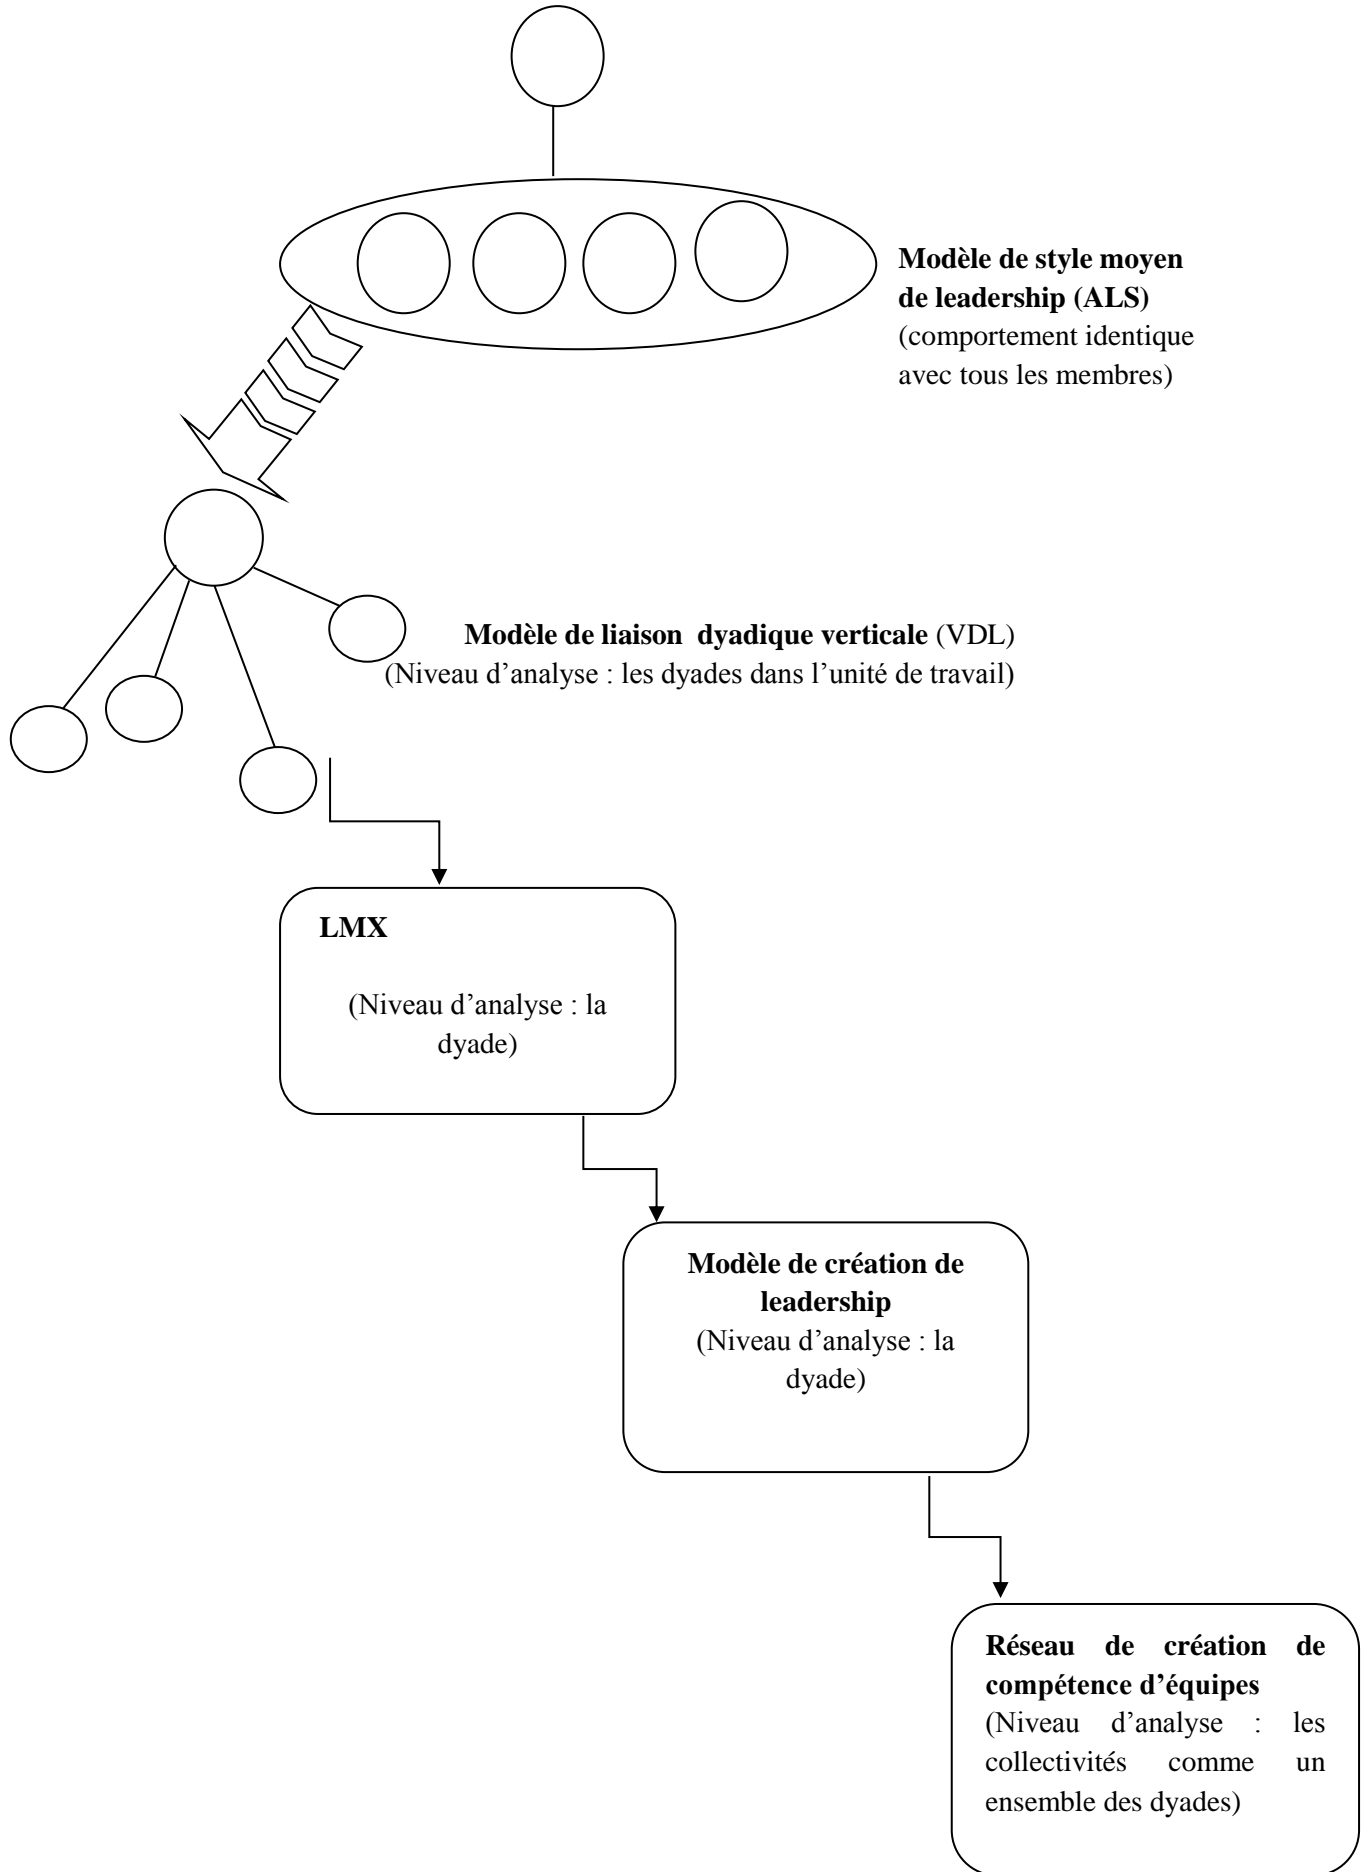 Modèle de style moyen
de leadership (ALS)
(comportement identique
avec tous les membres)
Modèle de liaison  dyadique verticale (VDL)
(Niveau d’analyse : les dyades dans l’unité de travail)
LMX
(Niveau d’analyse : la
dyade)
Modèle de création de
leadership
(Niveau d’analyse : la
dyade)
Réseau de création de
compétence d’équipes
(Niveau d’analyse : les
collectivités comme un
ensemble des dyades)